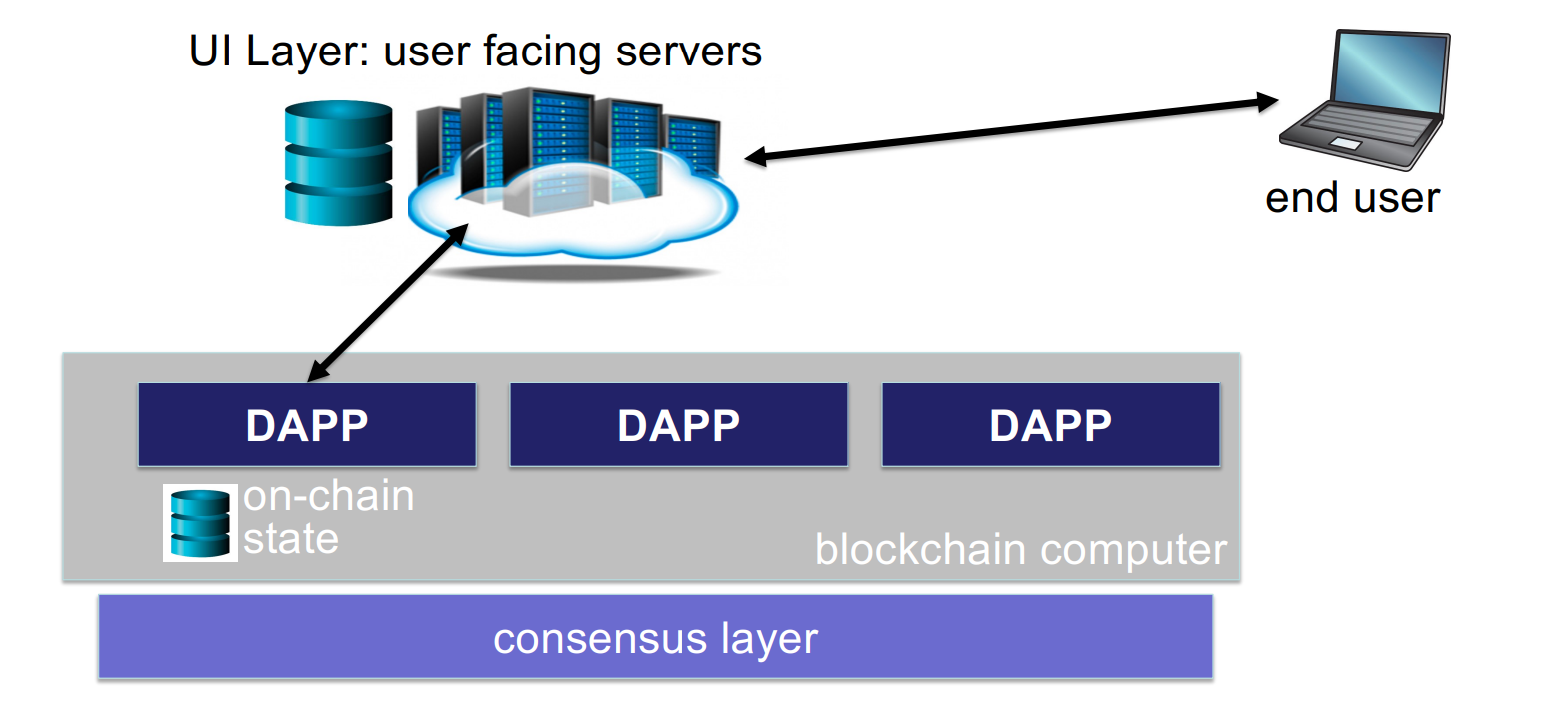 UI Layer: user facing servers
end user
DAPP
DAPP
DAPP
on-chain
state
blockchain computer
consensus layer